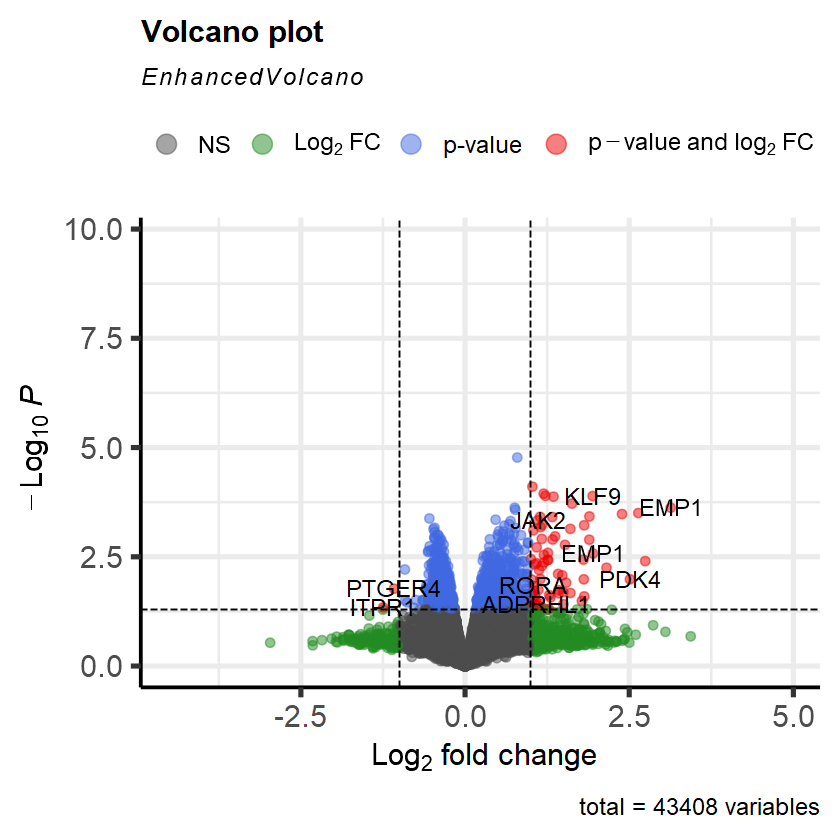 Volcano plot
EnhancedVolcano
NS Log₂ FC p-value p−value and log₂ FC
10.0
7.5
5.0
2.5
0.0
−Log₁₀ P
KLF9
EMP1
JAK2
EMP1
PDK4
RORA
PTGER4
ADPRHL1
ITPR1
-2.5 0.0 2.5 5.0
Log₂ fold change
total = 43408 variables